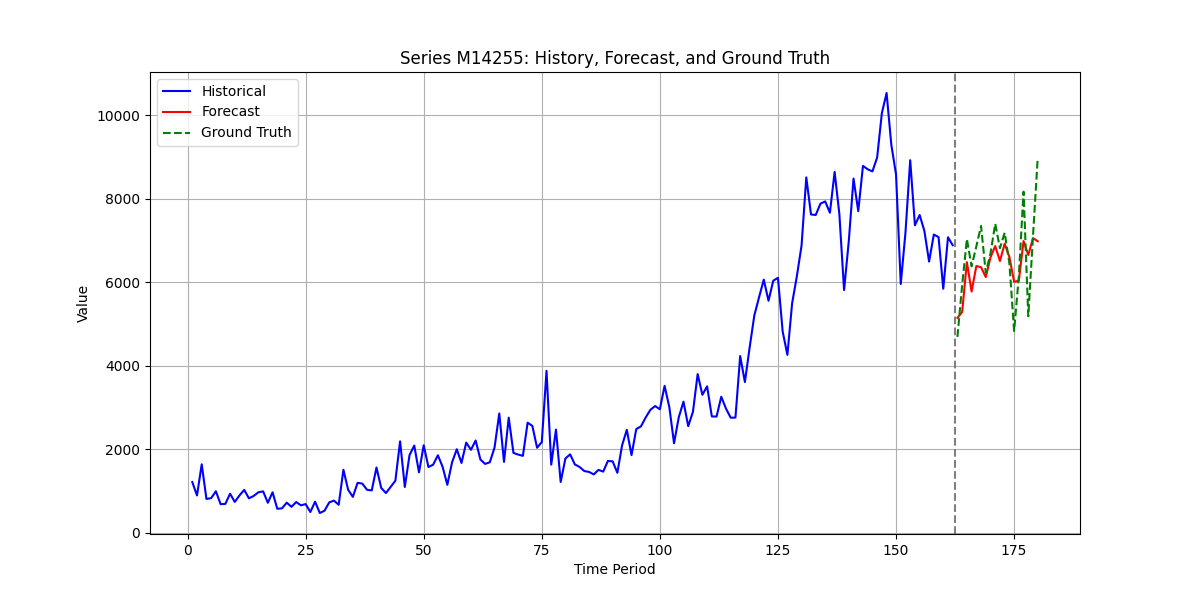 Series M14255: History, Forecast, and Ground Truth
Historical
Forecast
Ground Truth
10000
8000
6000
4000
2000
0
Value
0 25 50 75 100 125 150 175
Time Period